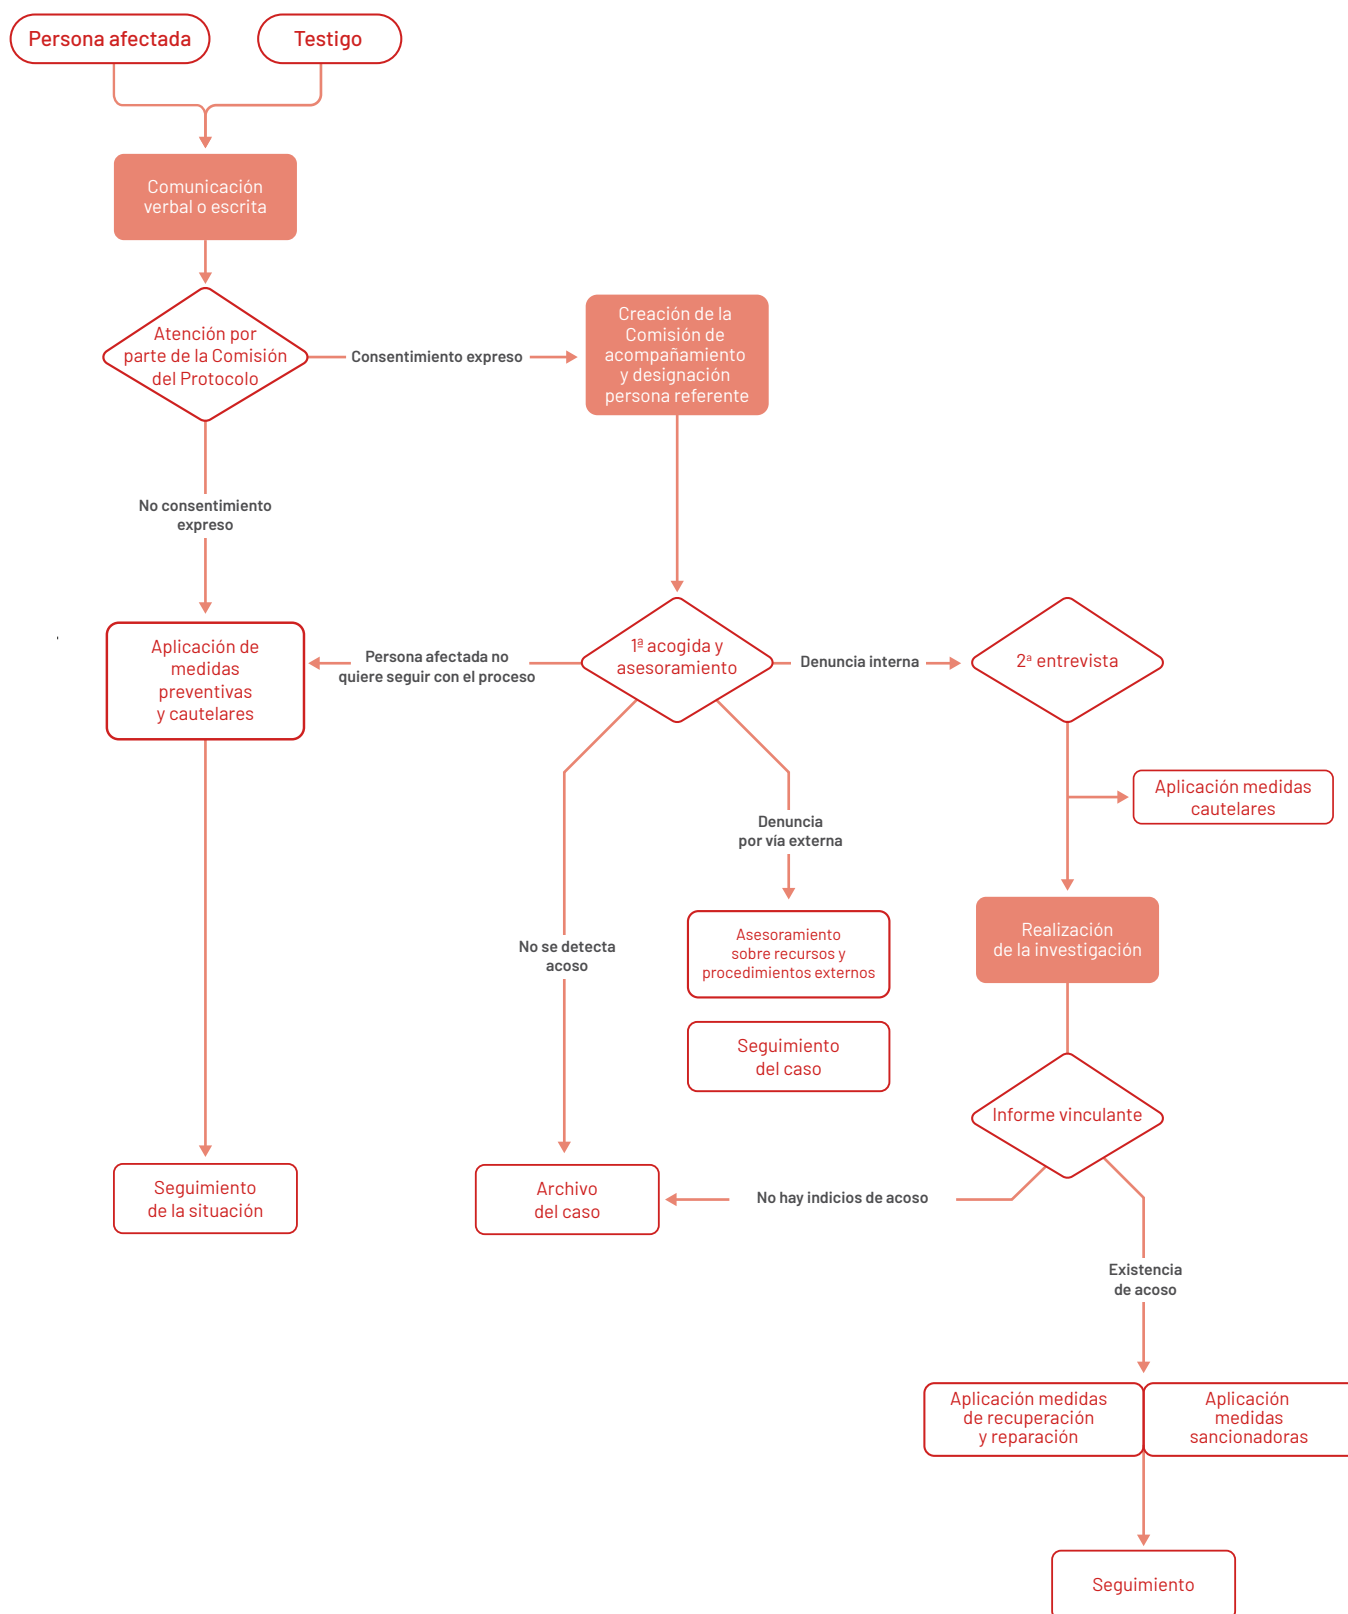 Persona afectada
Testigo
Comunicación
verbal o escrita
Atención por
parte de la Comisión
del Protocolo
Consentimiento expreso
Creación de la
Comisión de
acompañamiento
y designación
persona referente
No consentimiento
expreso
Aplicación de
medidas
preventivas
y cautelares
Persona afectada no
quiere seguir con el proceso
1ª acogida y
asesoramiento
Denuncia interna
2ª entrevista
Aplicación medidas
cautelares
Denuncia
por vía externa
Asesoramiento
sobre recursos y
procedimientos externos
No se detecta
acoso
Realización
de la investigación
Seguimiento
del caso
Informe vinculante
Seguimiento
de la situación
Archivo
del caso
No hay indicios de acoso
Existencia
de acoso
Aplicación medidas
de recuperación
y reparación
Aplicación
medidas
sancionadoras
Seguimiento